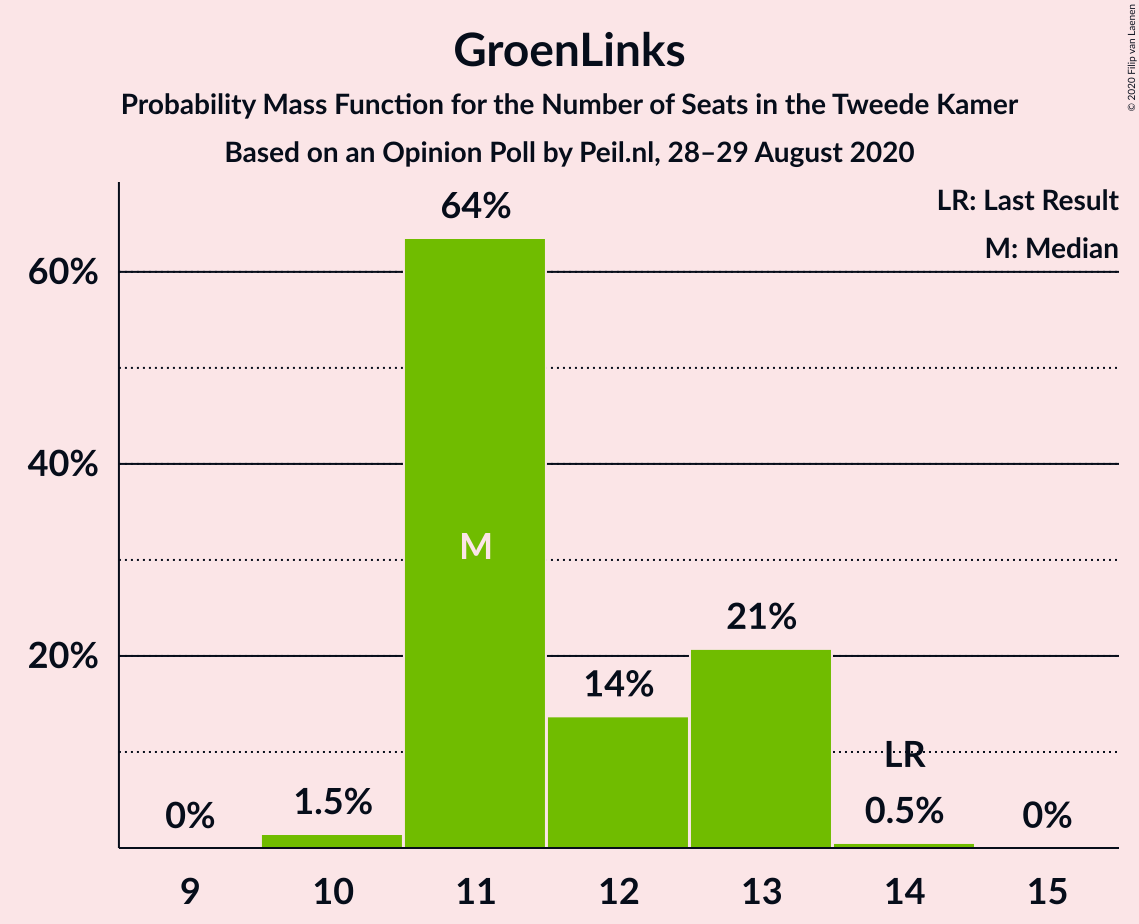 GroenLinks
Probability Mass Function for the Number of Seats in the Tweede Kamer
Based on an Opinion Poll by Peil.nl, 28–29 August 2020
© 2020 Filip van Laenen
LR: Last Result
M: Median
60%
40%
20%
0%
1.5%
64%
M
14%
21%
LR
0.5%
0%
9 10 11 12 13 14 15